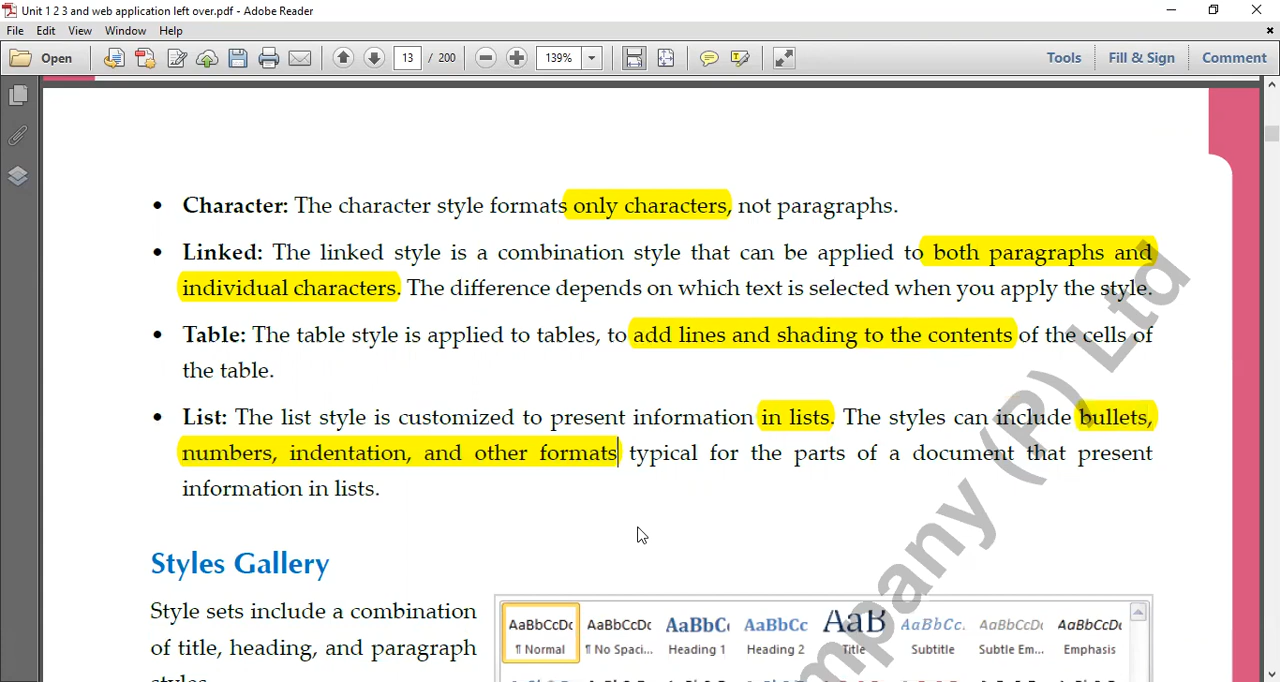 Unit 1 2 3 and web application left over.pdf - Adobe Reader
File Edit View Window Help
Open 13 / 200 139% Tools Fill & Sign Comment
• Character: The character style formats only characters, not paragraphs.
• Linked: The linked style is a combination style that can be applied to both paragraphs and
individual characters. The difference depends on which text is selected when you apply the style.
• Table: The table style is applied to tables, to add lines and shading to the contents of the cells of
the table.
• List: The list style is customized to present information in lists. The styles can include bullets,
numbers, indentation, and other formats typical for the parts of a document that present
information in lists.
Styles Gallery
Style sets include a combination
of title, heading, and paragraph
styles.
AaBbCcDc AaBbCcDc AaBbC( AaBbCc AaB AaBbCc. AaBbCcDc AaBbCcDc
¶ Normal ¶ No Spaci... Heading 1 Heading 2 Title Subtitle Subtle Em... Emphasis
mpany (P) Ltd